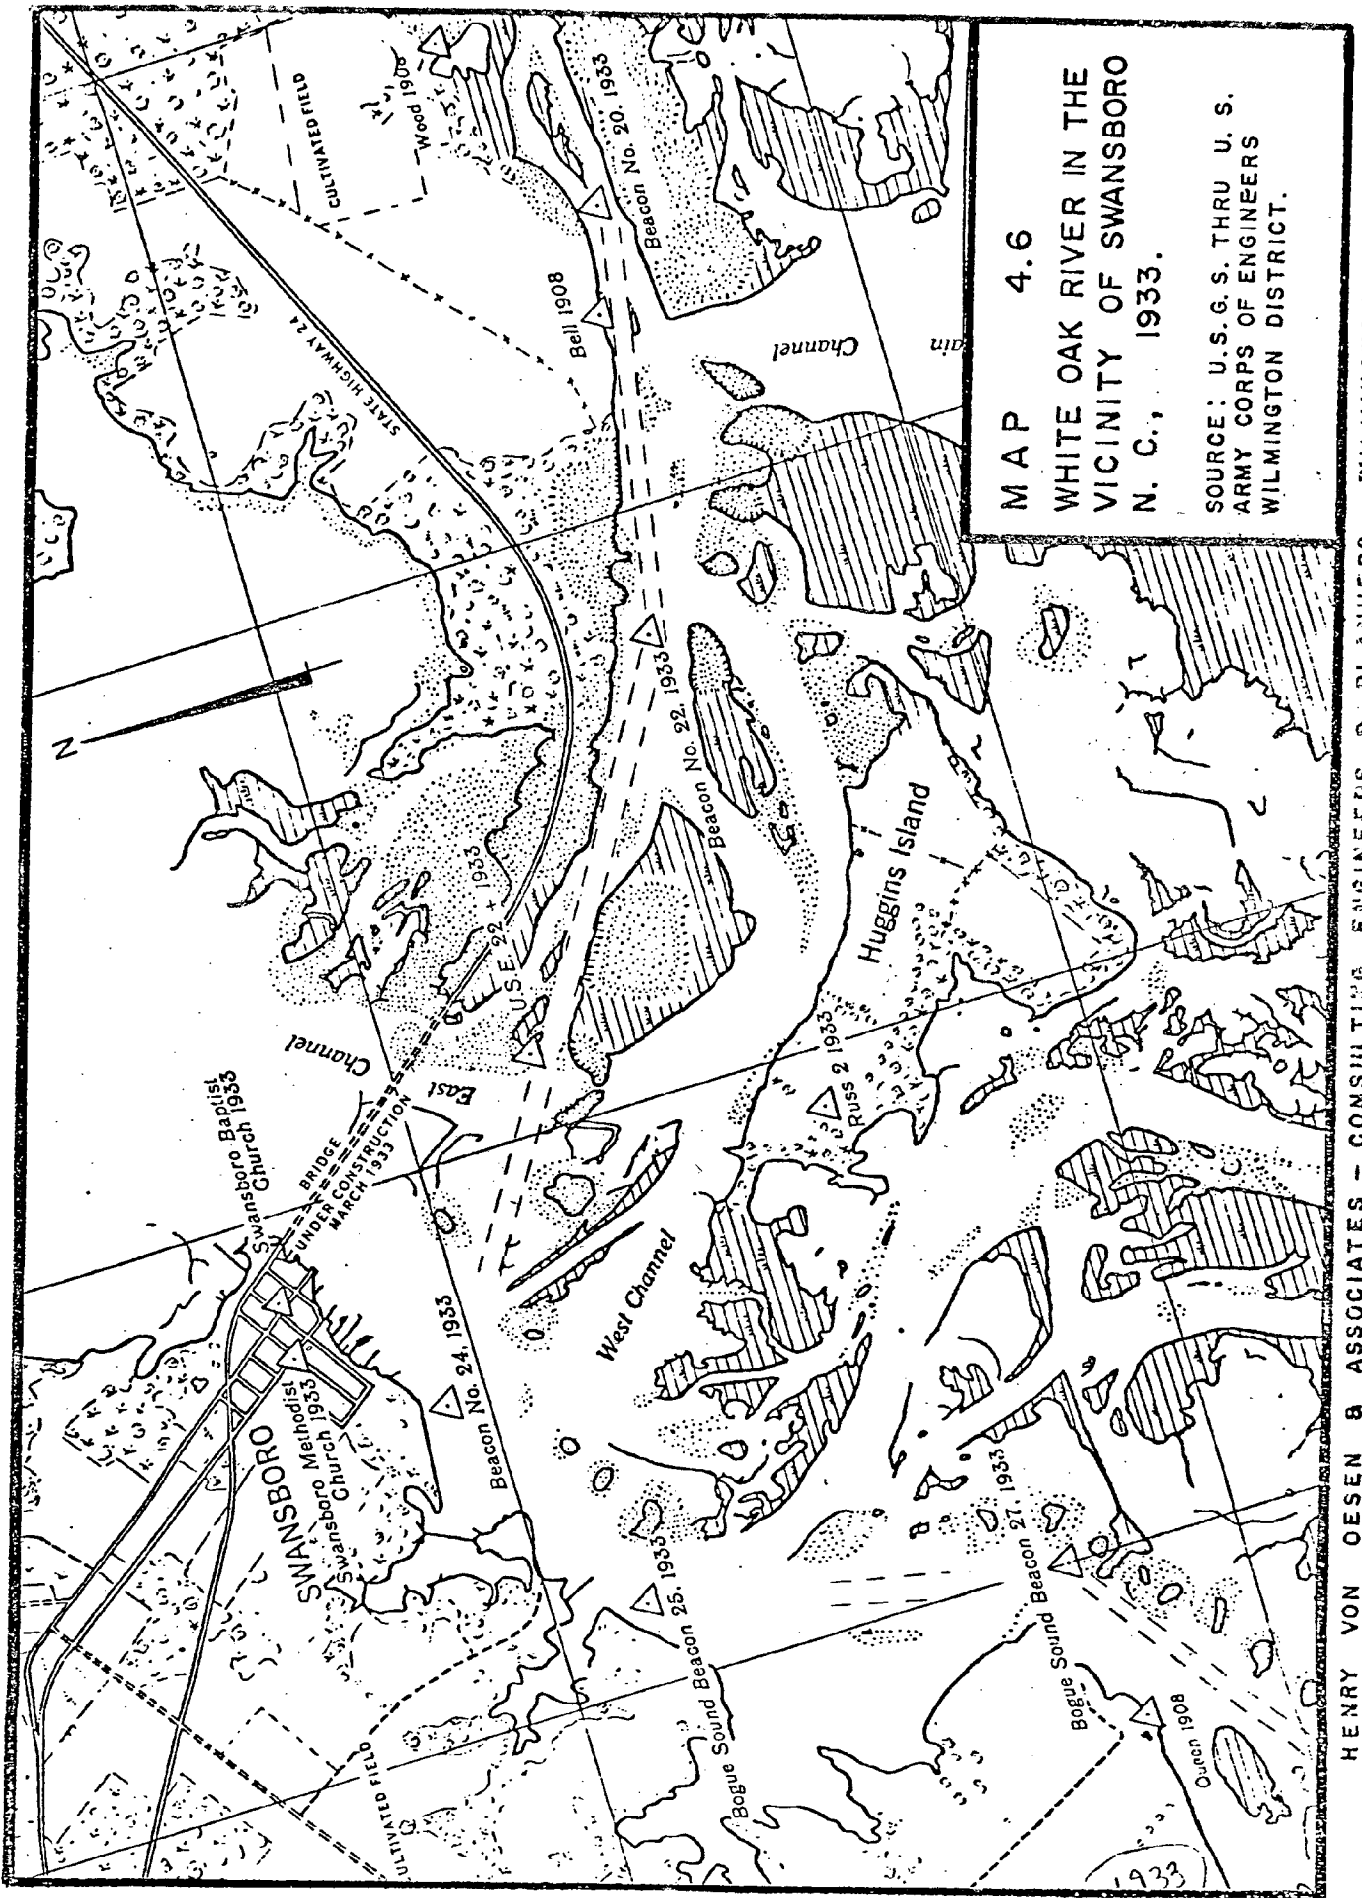 MAP 4.6
WHITE OAK RIVER IN THE
VICINITY OF SWANSBORO
N. C., 1933.
SOURCE: U.S.G.S. THRU U. S.
ARMY CORPS OF ENGINEERS
WILMINGTON DISTRICT.
N
CULTIVATED FIELD
Wood 1908
STATE HIGHWAY 24
Bell 1908
Beacon No. 20. 1933
Channel
ain
Beacon No. 22. 1933
U.S.E. 22 + 1933
East
Channel
Huggins Island
Russ 2 1933
West Channel
Swansboro Baptist
Church 1933
BRIDGE
UNDER CONSTRUCTION
MARCH 1933
SWANSBORO
Swansboro Methodist
Church 1933
Beacon No. 24, 1933
Bogue Sound Beacon 25. 1933
Bogue Sound Beacon 27. 1933
ULTIVATED FIELD
1908
1933
HENRY VON OESEN & ASSOCIATES - CONSULTING ENGINEERS &